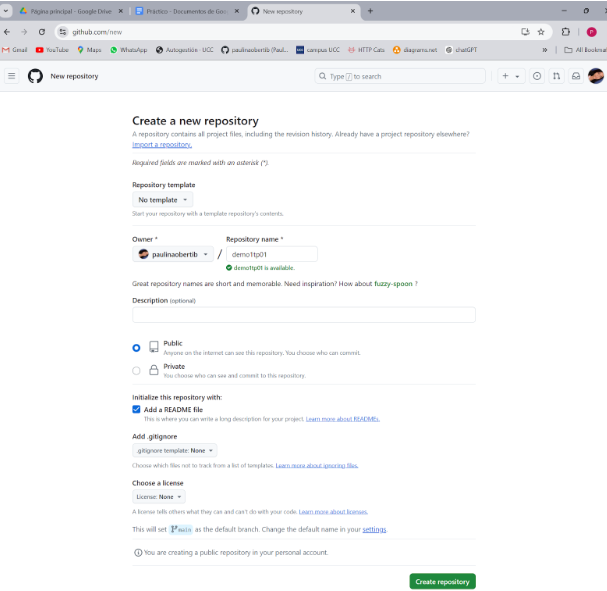 Página principal - Google Drive
Práctico - Documentos de Goo
New repository
github.com/new
Gmail
YouTube
Maps
WhatsApp
Autogestión - UCC
paulinaobertib (Paul...
campus UCC
HTTP Cats
diagrams.net
chatGPT
All Bookmar
New repository
Type / to search
Create a new repository
A repository contains all project files, including the revision history. Already have a project repository elsewhere?
Import a repository.
Required fields are marked with an asterisk (*).
Repository template
No template
Start your repository with a template repository's contents.
Owner *
Repository name *
paulinaobertib
/
demo1tp01
demo1tp01 is available.
Great repository names are short and memorable. Need inspiration? How about fuzzy-spoon ?
Description (optional)
Public
Anyone on the internet can see this repository. You choose who can commit.
Private
You choose who can see and commit to this repository.
Initialize this repository with:
Add a README file
This is where you can write a long description for your project. Learn more about READMEs.
Add .gitignore
.gitignore template: None
Choose which files not to track from a list of templates. Learn more about ignoring files.
Choose a license
License: None
A license tells others what they can and can't do with your code. Learn more about licenses.
This will set main as the default branch. Change the default name in your settings.
You are creating a public repository in your personal account.
Create repository